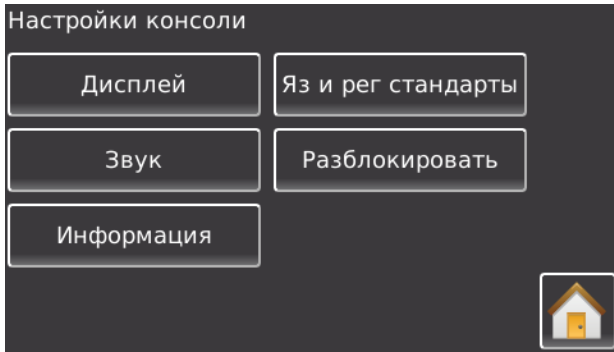 Настройки консоли
Дисплей
Яз и рег стандарты
Звук
Разблокировать
Информация